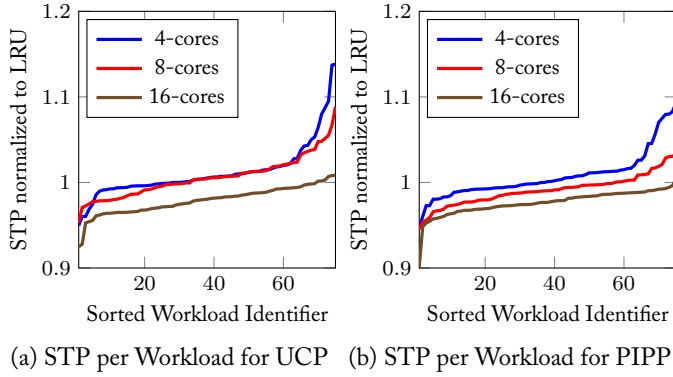 STP normalized to LRU
1.2
1.1
1
0.9
4-cores
8-cores
16-cores
20
40
60
Sorted Workload Identifier
(a) STP per Workload for UCP
STP normalized to LRU
1.2
1.1
1
0.9
4-cores
8-cores
16-cores
20
40
60
Sorted Workload Identifier
(b) STP per Workload for PIPP